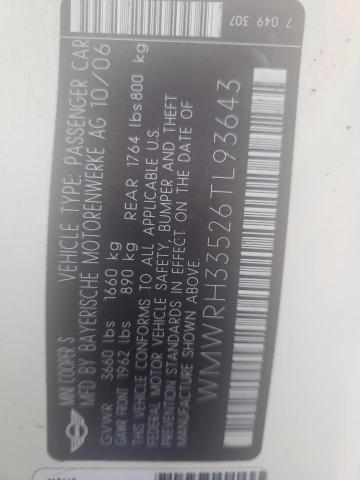 7 049 307
MINI COOPER S VEHICLE TYPE: PASSENGER CAR
MFD BY BAYERISCHE MOTORENWERKE AG 10/06
GVWR 3660 lbs 1660 kg
GAWR FRONT 1962 lbs 890 kg REAR 1764 lbs 800 kg
THIS VEHICLE CONFORMS TO ALL APPLICABLE U.S.
FEDERAL MOTOR VEHICLE SAFETY, BUMPER AND THEFT
PREVENTION STANDARDS IN EFFECT ON THE DATE OF
MANUFACTURE SHOWN ABOVE.
WMWRH33526TL93643